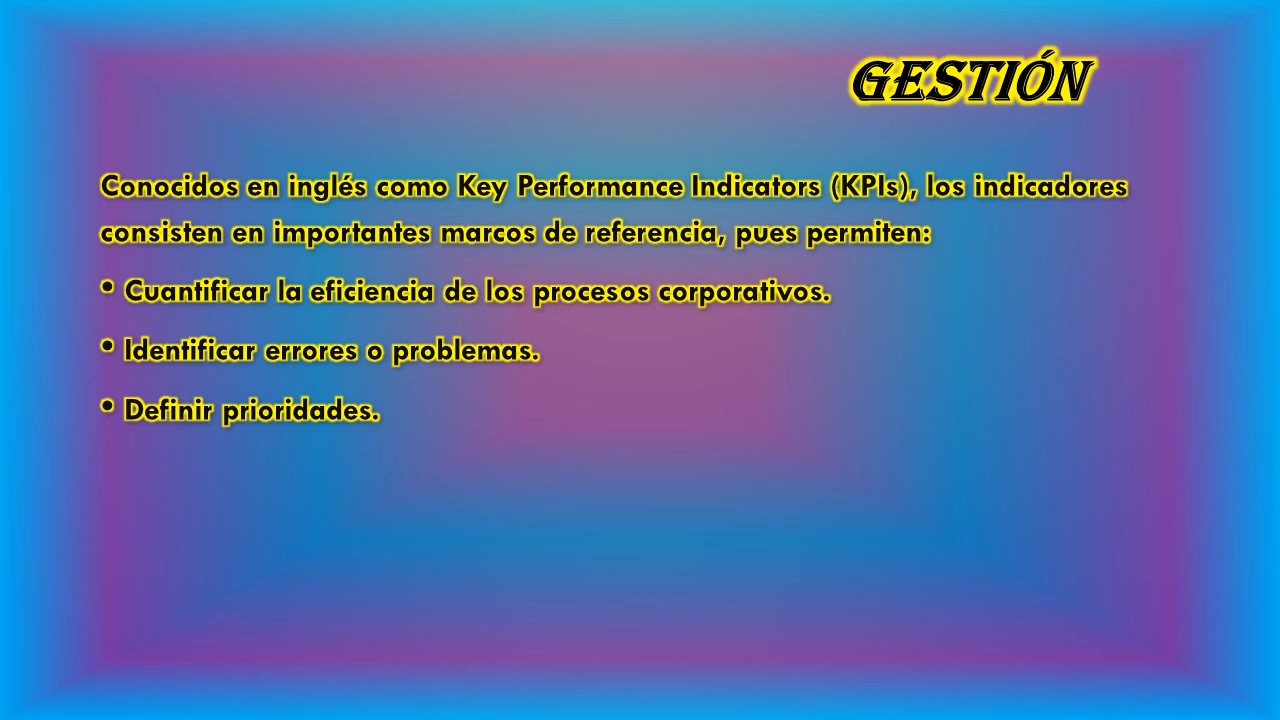 GESTIÓN
Conocidos en inglés como Key Performance Indicators (KPIs), los indicadores
consisten en importantes marcos de referencia, pues permiten:
• Cuantificar la eficiencia de los procesos corporativos.
• Identificar errores o problemas.
• Definir prioridades.